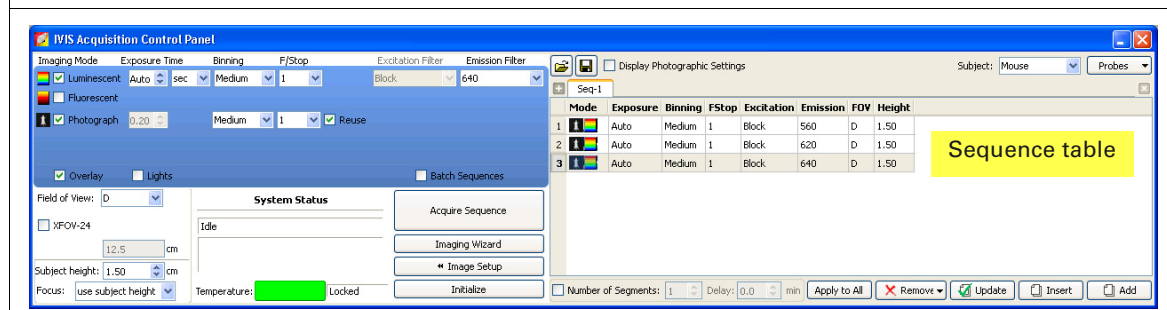 IVIS Acquisition Control Panel
Imaging Mode Exposure Time Binning F/Stop Excitation Filter Emission Filter
Luminescent Auto sec Medium 1 Block 640
Fluorescent
Photograph 0.20 Medium 1 Reuse
Overlay Lights Batch Sequences
Field of View: D
XFOV-24
12.5 cm
Subject height: 1.50 cm
Focus: use subject height
System Status
Idle
Temperature: Locked
Acquire Sequence
Imaging Wizard
Image Setup
Initialize
Display Photographic Settings Subject: Mouse Probes
Seq-1
Mode Exposure Binning FStop Excitation Emission FOV Height
1 Auto Medium 1 Block 560 D 1.50
2 Auto Medium 1 Block 620 D 1.50
3 Auto Medium 1 Block 640 D 1.50
Sequence table
Number of Segments: 1 Delay: 0.0 min Apply to All Remove Update Insert Add